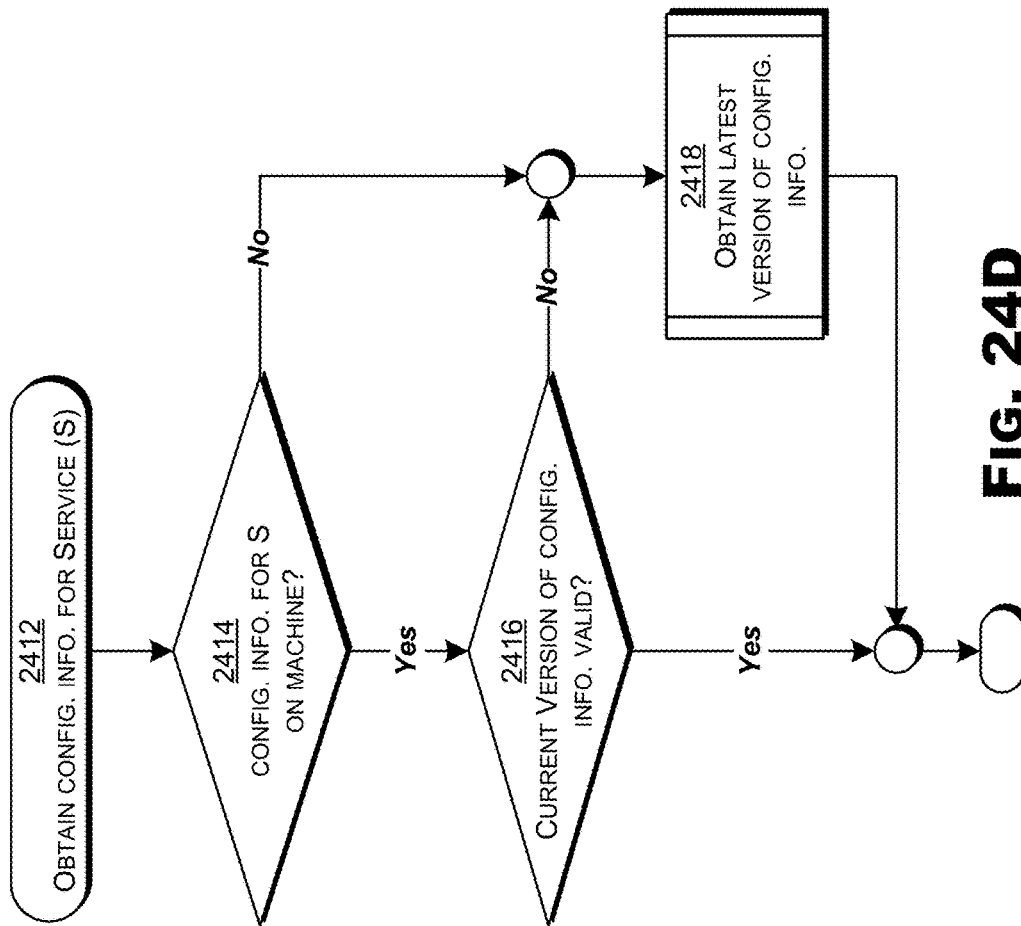 2412
OBTAIN CONFIG. INFO. FOR SERVICE (S)
2414
CONFIG. INFO. FOR S
ON MACHINE?
No
Yes
2416
CURRENT VERSION OF CONFIG.
INFO. VALID?
No
Yes
2418
OBTAIN LATEST
VERSION OF CONFIG.
INFO.
FIG. 24D